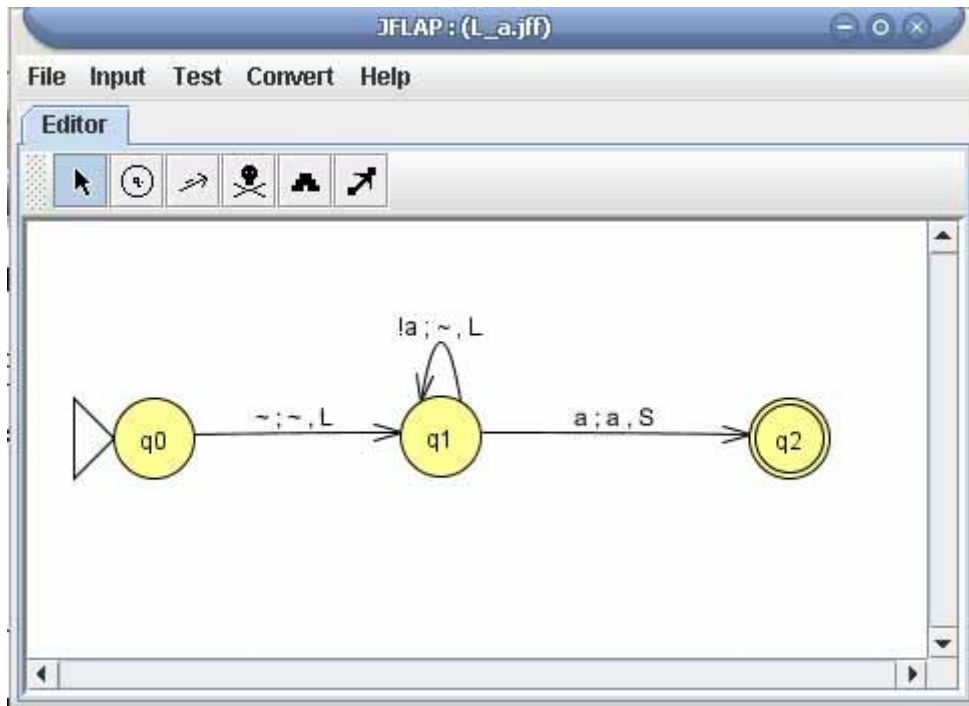 JFLAP : (L_a.jff)
File Input Test Convert Help
Editor
!a ; ~ , L
~ ; ~ , L
a ; a , S
q0
q1
q2